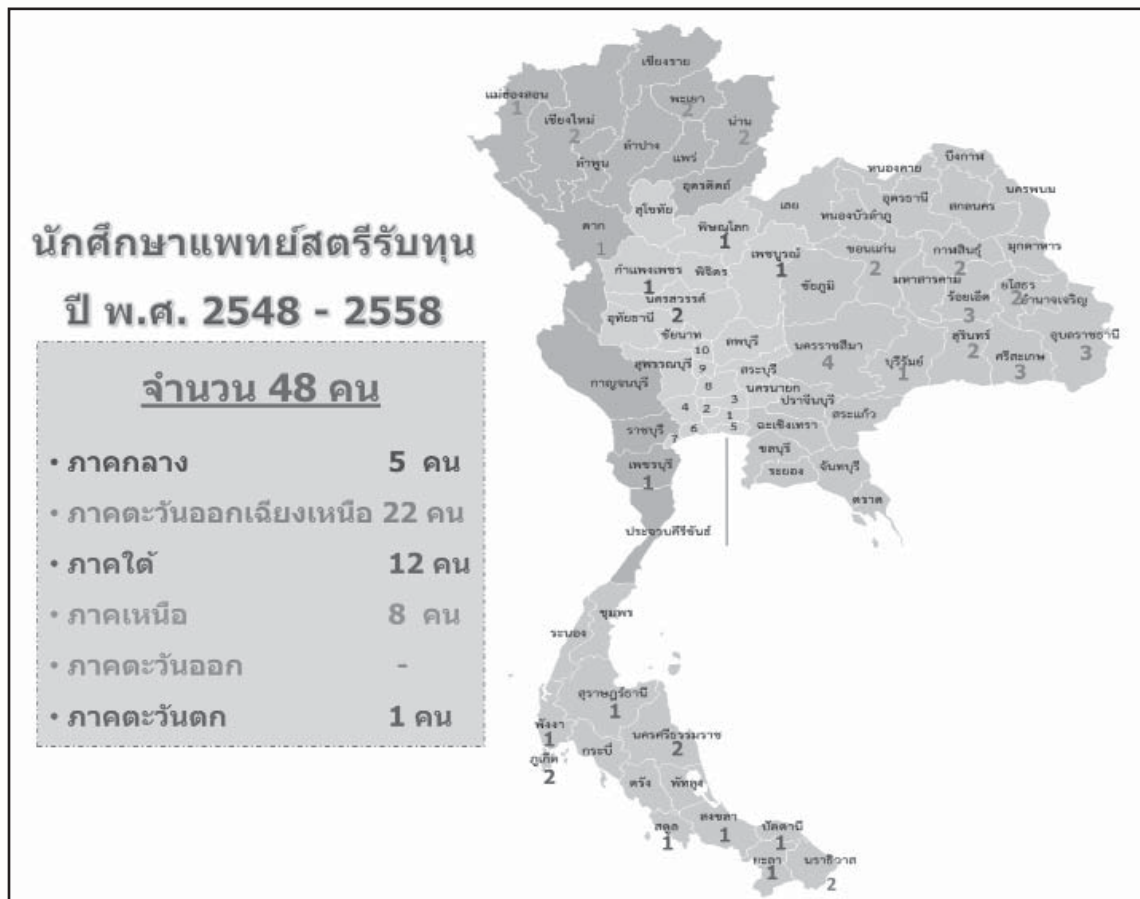 นักศึกษาแพทย์สตรีรับทุน
ปี พ.ศ. 2548 - 2558
จำนวน 48 คน
• ภาคกลาง 5 คน
• ภาคตะวันออกเฉียงเหนือ 22 คน
• ภาคใต้ 12 คน
• ภาคเหนือ 8 คน
• ภาคตะวันออก -
• ภาคตะวันตก 1 คน
เชียงราย
แม่ฮ่องสอน
1
พะเยา
2
เชียงใหม่
2
น่าน
2
ลำปาง
ลำพูน
แพร่
อุตรดิตถ์
สุโขทัย
ตาก
1
พิษณุโลก
1
เพชรบูรณ์
1
กำแพงเพชร
1
พิจิตร
นครสวรรค์
2
อุทัยธานี
ชัยนาท
ลพบุรี
10
สุพรรณบุรี
9
สระบุรี
กาญจนบุรี
8
นครนายก
3
ปราจีนบุรี
4
2
1
สระแก้ว
6
5
ฉะเชิงเทรา
ราชบุรี
7
ชลบุรี
เพชรบุรี
1
ระยอง
จันทบุรี
ตราด
ประจวบคีรีขันธ์
บึงกาฬ
หนองคาย
เลย
อุดรธานี
นครพนม
หนองบัวลำภู
สกลนคร
ขอนแก่น
2
กาฬสินธุ์
2
มุกดาหาร
ชัยภูมิ
มหาสารคาม
ร้อยเอ็ด
3
ยโสธร
2
อำนาจเจริญ
นครราชสีมา
4
บุรีรัมย์
1
สุรินทร์
2
ศรีสะเกษ
3
อุบลราชธานี
3
ชุมพร
ระนอง
สุราษฎร์ธานี
1
พังงา
1
ภูเก็ต
2
กระบี่
นครศรีธรรมราช
2
ตรัง
พัทลุง
สตูล
1
สงขลา
1
ปัตตานี
1
ยะลา
1
นราธิวาส
2